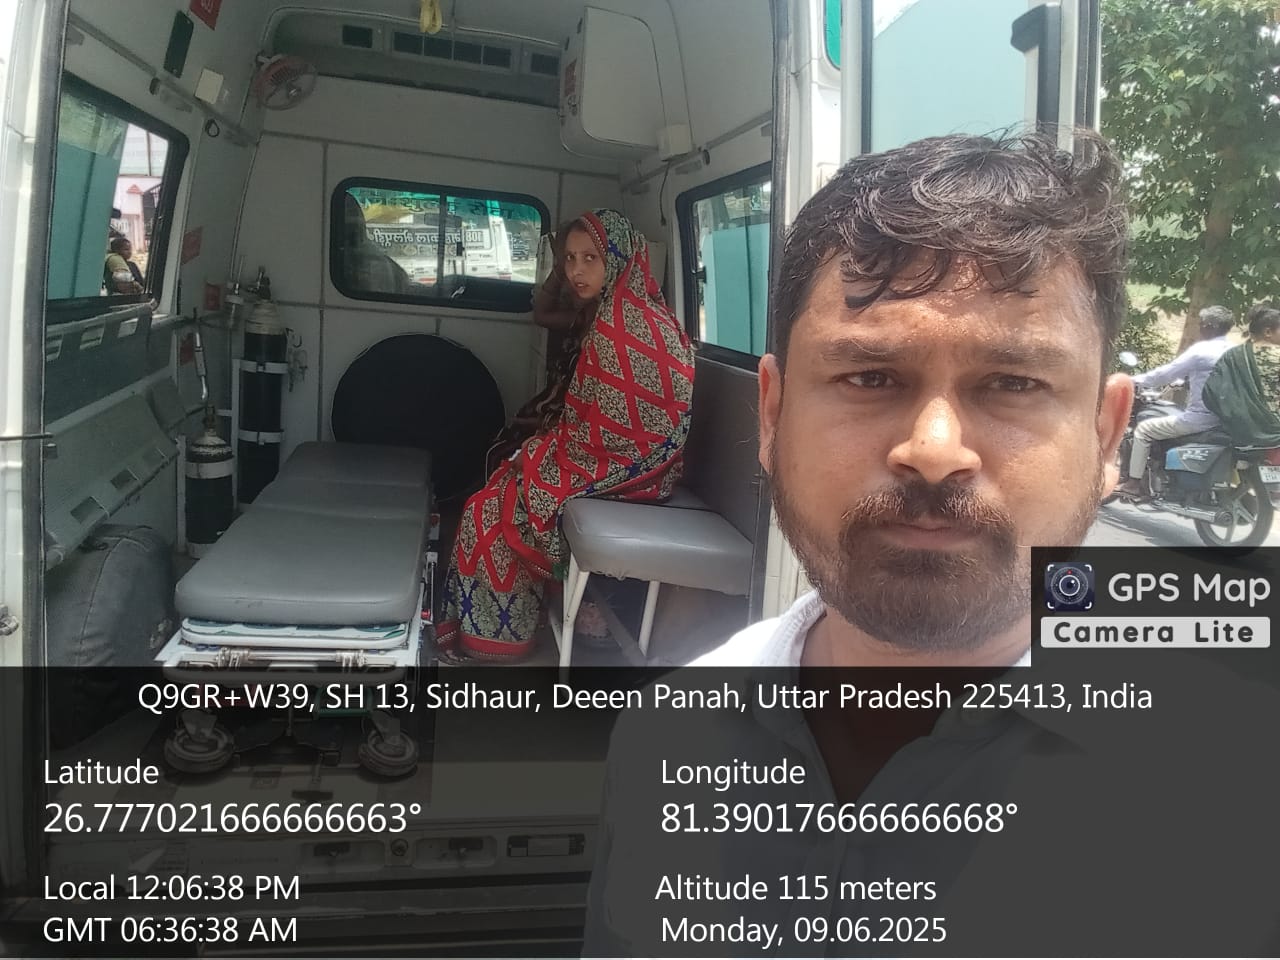 GPS Map
Camera Lite
Q9GR+W39, SH 13, Sidhaur, Deeen Panah, Uttar Pradesh 225413, India
Latitude
26.777021666666663°
Longitude
81.39017666666668°
Local 12:06:38 PM
GMT 06:36:38 AM
Altitude 115 meters
Monday, 09.06.2025